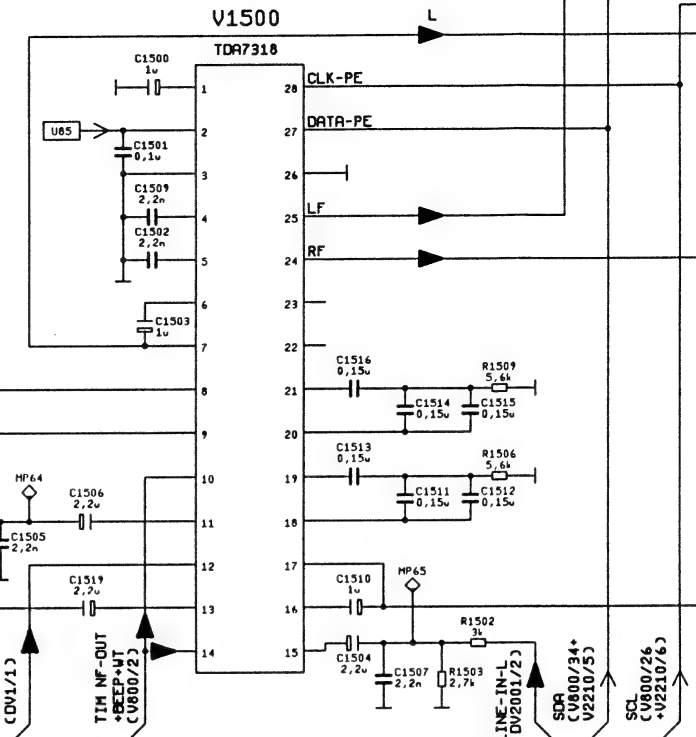 V1500
L
TDA7318
C1500
1u
1
28
CLK-PE
U85
2
27
DATA-PE
C1501
0,1u
3
26
C1509
2,2n
4
25
LF
C1502
2,2n
5
24
RF
6
23
C1503
1u
7
22
8
21
C1516
0,15u
R1509
5,6k
C1514
0,15u
C1515
0,15u
9
20
10
19
C1513
0,15u
R1506
5,6k
C1511
0,15u
C1512
0,15u
MP64
C1506
2,2u
11
18
C1505
2,2n
12
17
C1519
2,2u
13
16
C1510
1u
MP65
14
15
C1504
2,2u
C1507
2,2n
R1503
2,7k
R1502
3k
(DV1/1)
TIM NF-OUT
+BEEP+WT
(V800/2)
INE-IN-L
DV2001/2)
SDA
(V800/34+
V2210/5)
SCL
(V800/26
+V2210/6)